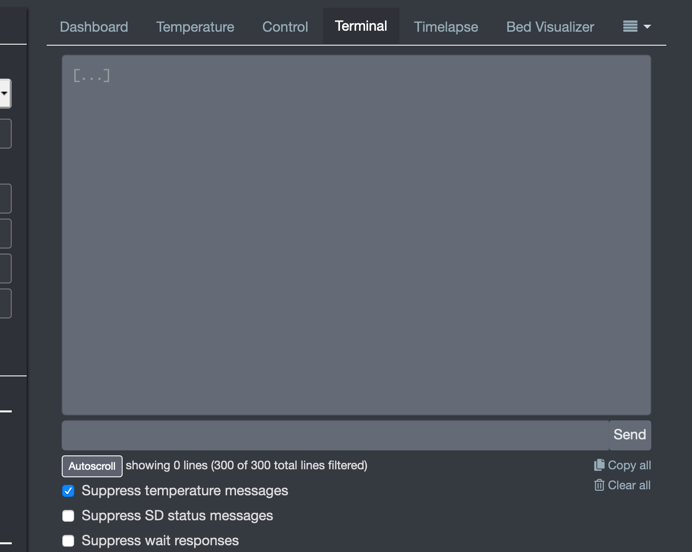 Dashboard Temperature Control Terminal Timelapse Bed Visualizer
[...]
Send
Autoscroll showing 0 lines (300 of 300 total lines filtered) Copy all
Clear all
Suppress temperature messages
Suppress SD status messages
Suppress wait responses